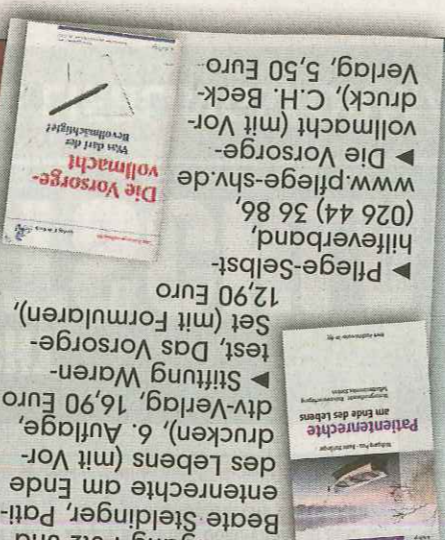 gang Putz und
Beate Steldinger, Pati-
entenrechte am Ende
des Lebens (mit Vor-
drucken), 6. Auflage,
dtv-Verlag, 16,90 Euro
▶ Stiftung Waren-
test, Das Vorsorge-
Set (mit Formularen),
12,90 Euro
▶ Pflege-Selbst-
hilfeverband,
(026 44) 36 86,
www.pflege-shv.de
▶ Die Vorsorge-
vollmacht (mit Vor-
druck), C.H. Beck-
Verlag, 5,50 Euro
Patientenrechte
am Ende des Lebens
Die Vorsorge-
vollmacht
Was darf der
Bevollmächtigte?